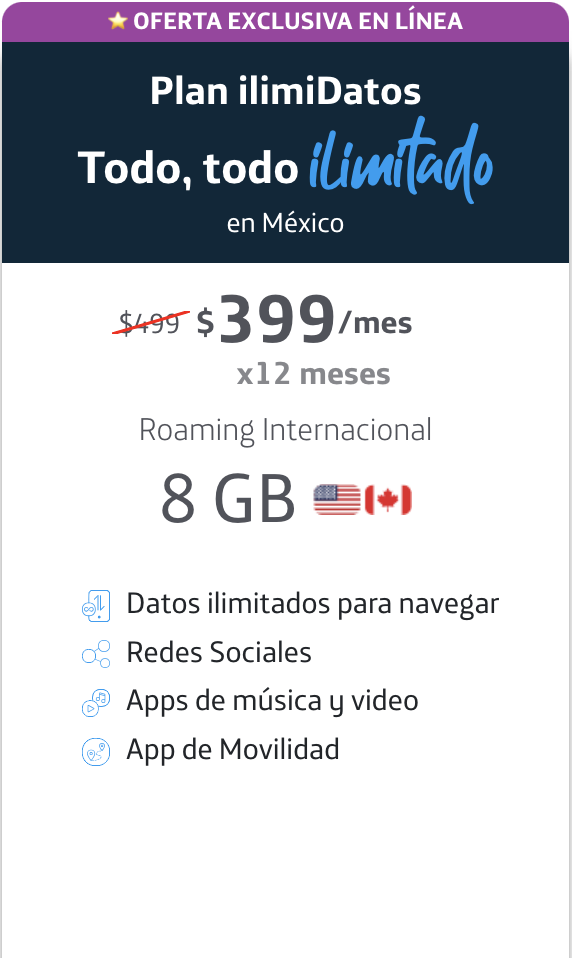 ⭐ OFERTA EXCLUSIVA EN LÍNEA
Plan ilimiDatos
Todo, todo ilimitado
en México
$499 $399/mes
x12 meses
Roaming Internacional
8 GB
Datos ilimitados para navegar
Redes Sociales
Apps de música y video
App de Movilidad